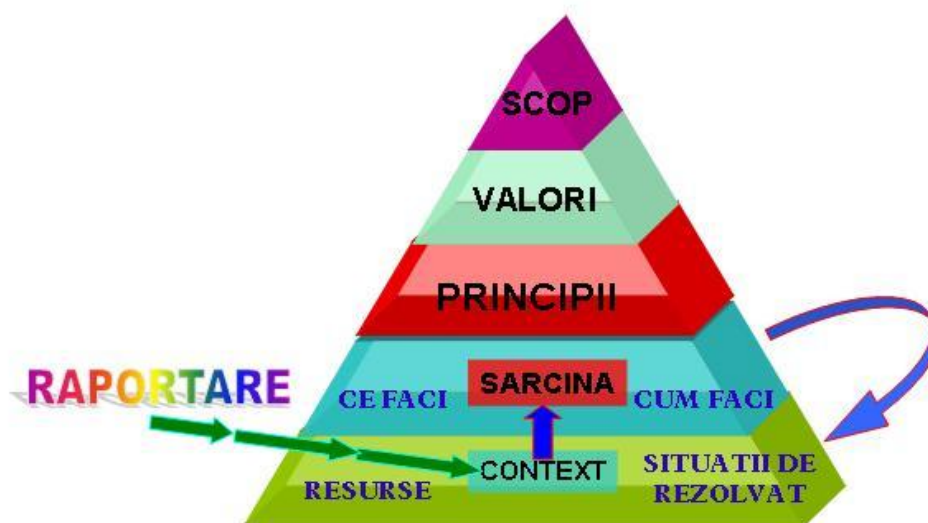 SCOP
VALORI
PRINCIPII
RAPORTARE
CE FACI
SARCINA
CUM FACI
RESURSE
CONTEXT
SITUATII DE
REZOLVAT